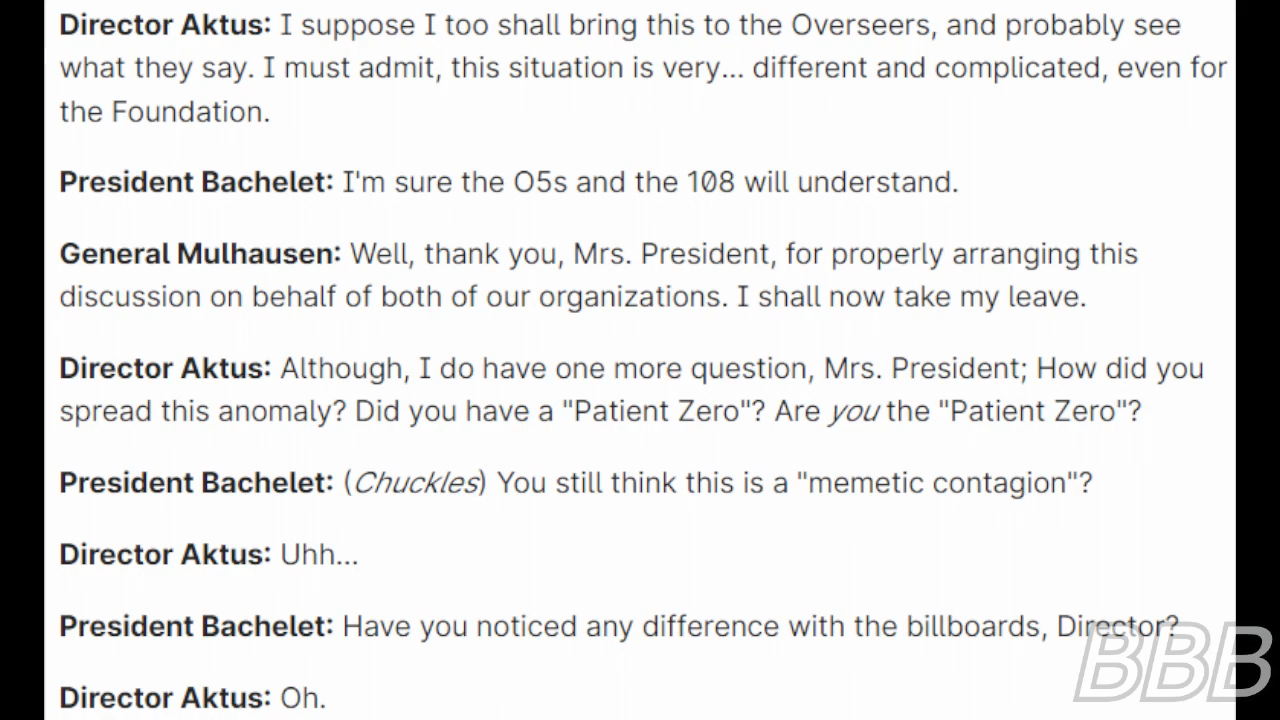 Director Aktus: I suppose I too shall bring this to the Overseers, and probably see
what they say. I must admit, this situation is very... different and complicated, even for
the Foundation.
President Bachelet: I'm sure the O5s and the 108 will understand.
General Mulhausen: Well, thank you, Mrs. President, for properly arranging this
discussion on behalf of both of our organizations. I shall now take my leave.
Director Aktus: Although, I do have one more question, Mrs. President; How did you
spread this anomaly? Did you have a "Patient Zero"? Are you the "Patient Zero"?
President Bachelet: (Chuckles) You still think this is a "memetic contagion"?
Director Aktus: Uhh...
President Bachelet: Have you noticed any difference with the billboards, Director?
Director Aktus: Oh.
BBB